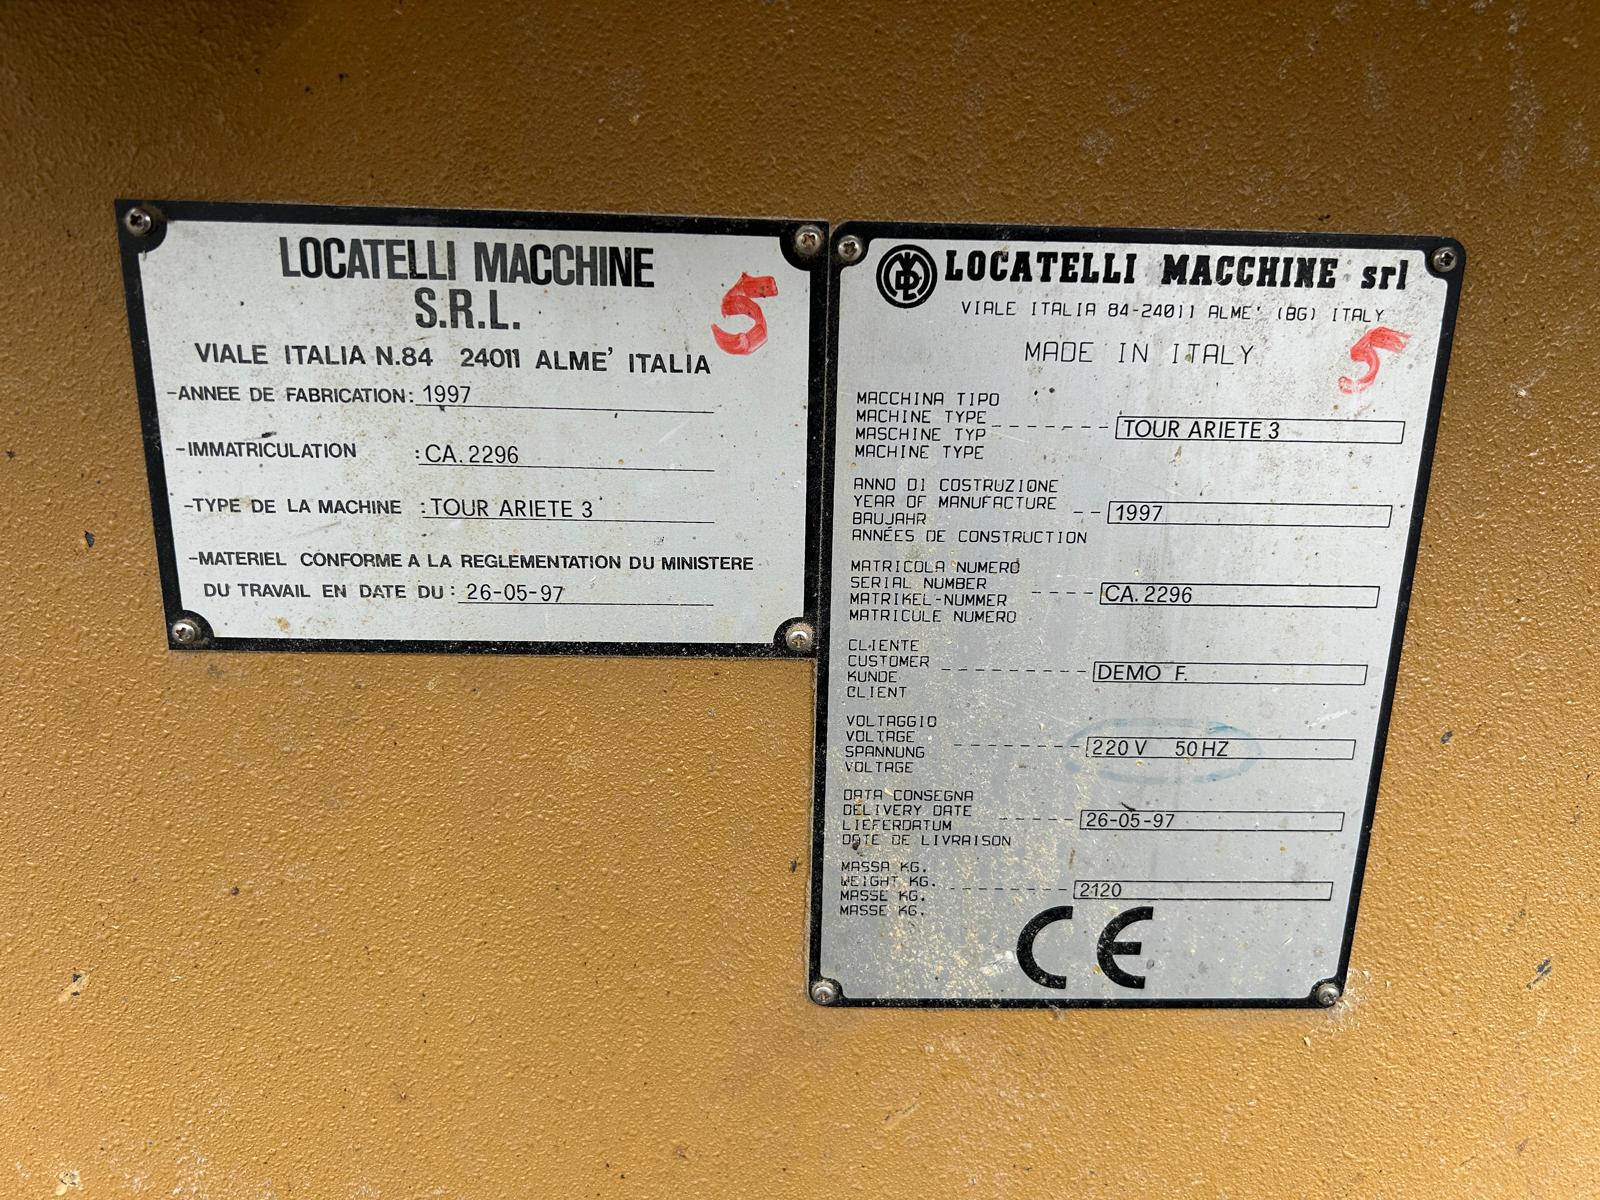 LOCATELLI MACCHINE
S.R.L.
5
VIALE ITALIA N.84 24011 ALME' ITALIA
-ANNEE DE FABRICATION: 1997
-IMMATRICULATION : CA. 2296
-TYPE DE LA MACHINE : TOUR ARIETE 3
-MATERIEL CONFORME A LA REGLEMENTATION DU MINISTERE
DU TRAVAIL EN DATE DU: 26-05-97
LOCATELLI MACCHINE srl
VIALE ITALIA 84-24011 ALME' (BG) ITALY
MADE IN ITALY
5
MACCHINA TIPO
MACHINE TYPE
MASCHINE TYP
MACHINE TYPE
TOUR ARIETE 3
ANNO DI COSTRUZIONE
YEAR OF MANUFACTURE
BAUJAHR
ANNÉES DE CONSTRUCTION
1997
MATRICOLA NUMERO
SERIAL NUMBER
MATRIKEL-NUMMER
MATRICULE NUMERO
CA. 2296
CLIENTE
CUSTOMER
KUNDE
CLIENT
DEMO F.
VOLTAGGIO
VOLTAGE
SPANNUNG
VOLTAGE
220 V 50 HZ
DATA CONSEGNA
DELIVERY DATE
LIEFERDATUM
DATE DE LIVRAISON
26-05-97
MASSA KG.
WEIGHT KG.
MASSE KG.
MASSE KG.
2120
CE